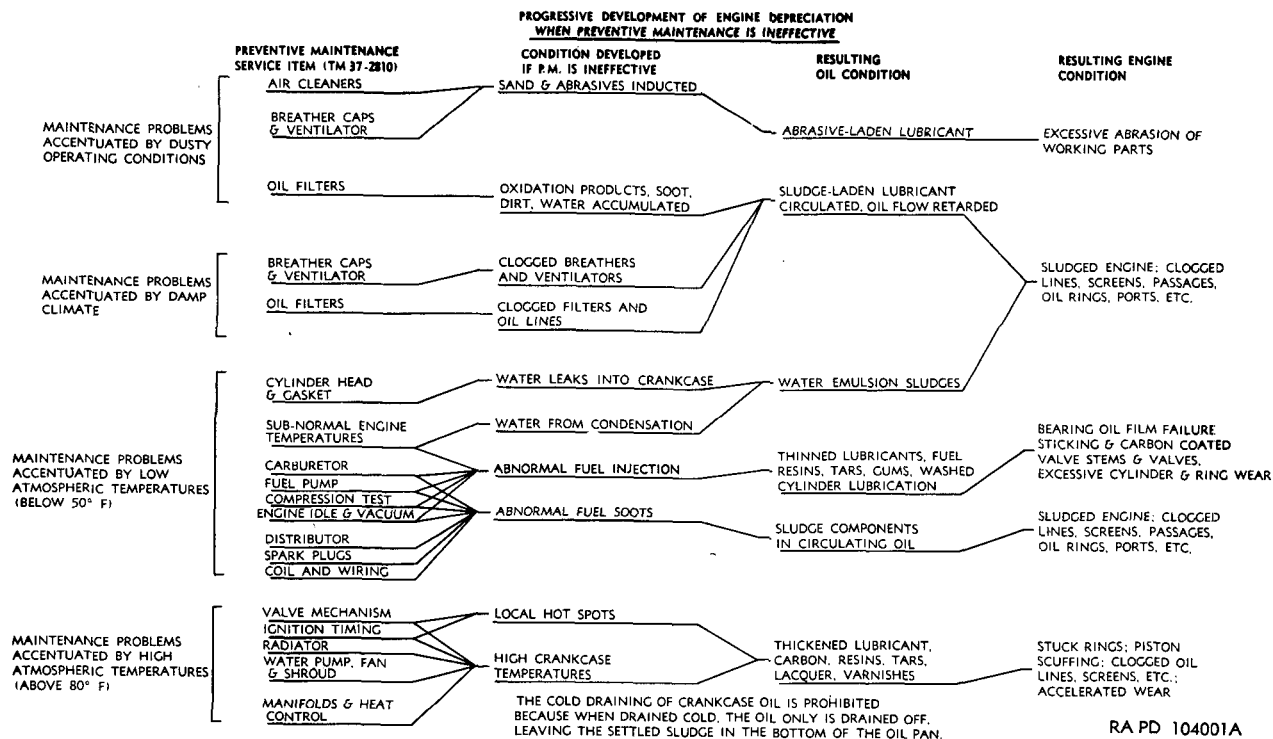 PROGRESSIVE DEVELOPMENT OF ENGINE DEPRECIATION
WHEN PREVENTIVE MAINTENANCE IS INEFFECTIVE
PREVENTIVE MAINTENANCE
SERVICE ITEM (TM 37-2810)
CONDITION DEVELOPED
IF P.M. IS INEFFECTIVE
RESULTING
OIL CONDITION
RESULTING ENGINE
CONDITION
MAINTENANCE PROBLEMS
ACCENTUATED BY DUSTY
OPERATING CONDITIONS
AIR CLEANERS
BREATHER CAPS
& VENTILATOR
SAND & ABRASIVES INDUCTED
ABRASIVE-LADEN LUBRICANT
EXCESSIVE ABRASION OF
WORKING PARTS
OIL FILTERS
OXIDATION PRODUCTS, SOOT,
DIRT, WATER ACCUMULATED
SLUDGE-LADEN LUBRICANT
CIRCULATED, OIL FLOW RETARDED
MAINTENANCE PROBLEMS
ACCENTUATED BY DAMP
CLIMATE
BREATHER CAPS
& VENTILATOR
CLOGGED BREATHERS
AND VENTILATORS
OIL FILTERS
CLOGGED FILTERS AND
OIL LINES
SLUDGED ENGINE; CLOGGED
LINES, SCREENS, PASSAGES,
OIL RINGS, PORTS, ETC.
MAINTENANCE PROBLEMS
ACCENTUATED BY LOW
ATMOSPHERIC TEMPERATURES
(BELOW 50° F)
CYLINDER HEAD
& GASKET
WATER LEAKS INTO CRANKCASE
WATER EMULSION SLUDGES
SUB-NORMAL ENGINE
TEMPERATURES
WATER FROM CONDENSATION
CARBURETOR
FUEL PUMP
COMPRESSION TEST
ENGINE IDLE & VACUUM
DISTRIBUTOR
SPARK PLUGS
COIL AND WIRING
ABNORMAL FUEL INJECTION
THINNED LUBRICANTS, FUEL
RESINS, TARS, GUMS, WASHED
CYLINDER LUBRICATION
BEARING OIL FILM FAILURE
STICKING & CARBON COATED
VALVE STEMS & VALVES,
EXCESSIVE CYLINDER & RING WEAR
ABNORMAL FUEL SOOTS
SLUDGE COMPONENTS
IN CIRCULATING OIL
SLUDGED ENGINE; CLOGGED
LINES, SCREENS, PASSAGES,
OIL RINGS, PORTS, ETC.
MAINTENANCE PROBLEMS
ACCENTUATED BY HIGH
ATMOSPHERIC TEMPERATURES
(ABOVE 80° F)
VALVE MECHANISM
IGNITION TIMING
RADIATOR
WATER PUMP, FAN
& SHROUD
MANIFOLDS & HEAT
CONTROL
LOCAL HOT SPOTS
HIGH CRANKCASE
TEMPERATURES
THICKENED LUBRICANT,
CARBON, RESINS, TARS,
LACQUER, VARNISHES
STUCK RINGS; PISTON
SCUFFING; CLOGGED OIL
LINES, SCREENS, ETC.;
ACCELERATED WEAR
THE COLD DRAINING OF CRANKCASE OIL IS PROHIBITED
BECAUSE WHEN DRAINED COLD, THE OIL ONLY IS DRAINED OFF,
LEAVING THE SETTLED SLUDGE IN THE BOTTOM OF THE OIL PAN.
RA PD 104001A